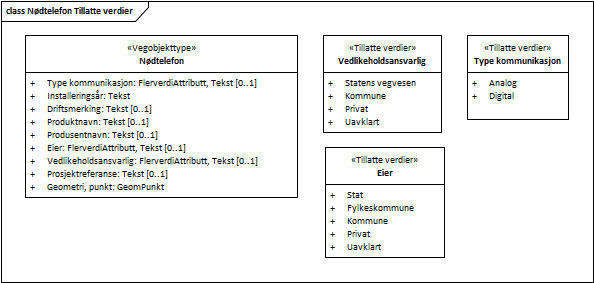 class Nødtelefon Tillatte verdier
«Vegobjekttype»
Nødtelefon
+ Type kommunikasjon: FlerverdiAttributt, Tekst [0..1]
+ Installeringsår: Tekst
+ Driftsmerking: Tekst [0..1]
+ Produktnavn: Tekst [0..1]
+ Produsentnavn: Tekst [0..1]
+ Eier: FlerverdiAttributt, Tekst [0..1]
+ Vedlikeholdsansvarlig: FlerverdiAttributt, Tekst [0..1]
+ Prosjektreferanse: Tekst [0..1]
+ Geometri, punkt: GeomPunkt
«Tillatte verdier»
Vedlikeholdsansvarlig
+ Statens vegvesen
+ Kommune
+ Privat
+ Uavklart
«Tillatte verdier»
Type kommunikasjon
+ Analog
+ Digital
«Tillatte verdier»
Eier
+ Stat
+ Fylkeskommune
+ Kommune
+ Privat
+ Uavklart